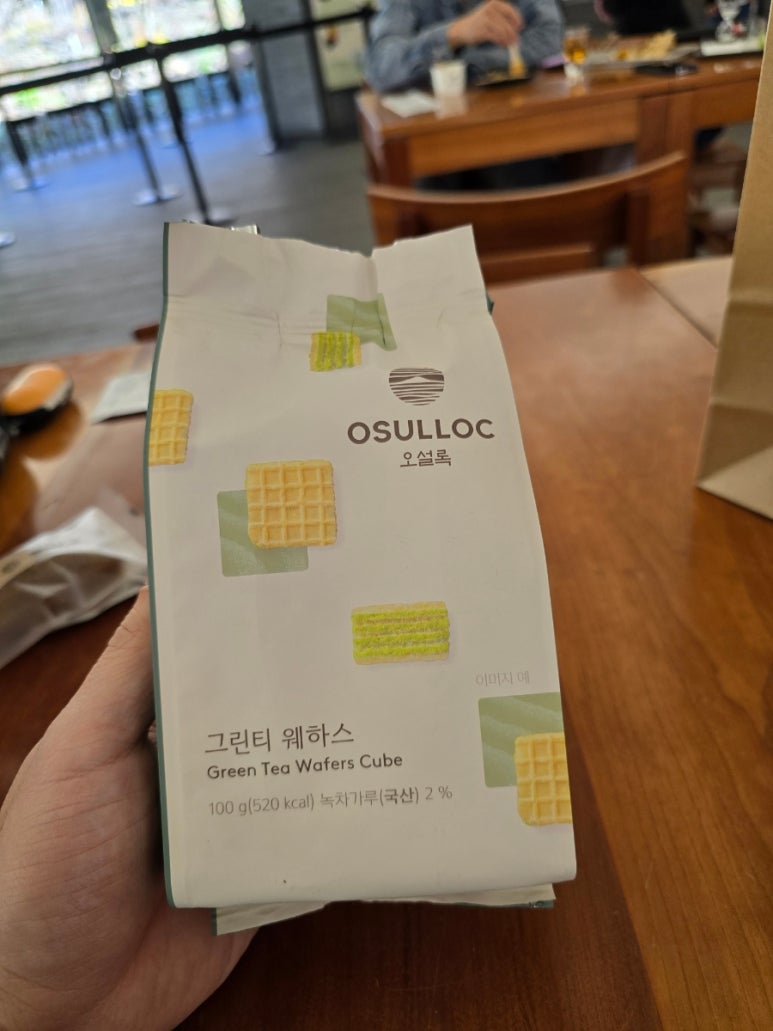 OSULLOC
오설록
이미지 예
그린티 웨하스
Green Tea Wafers Cube
100 g(520 kcal) 녹차가루(국산) 2 %